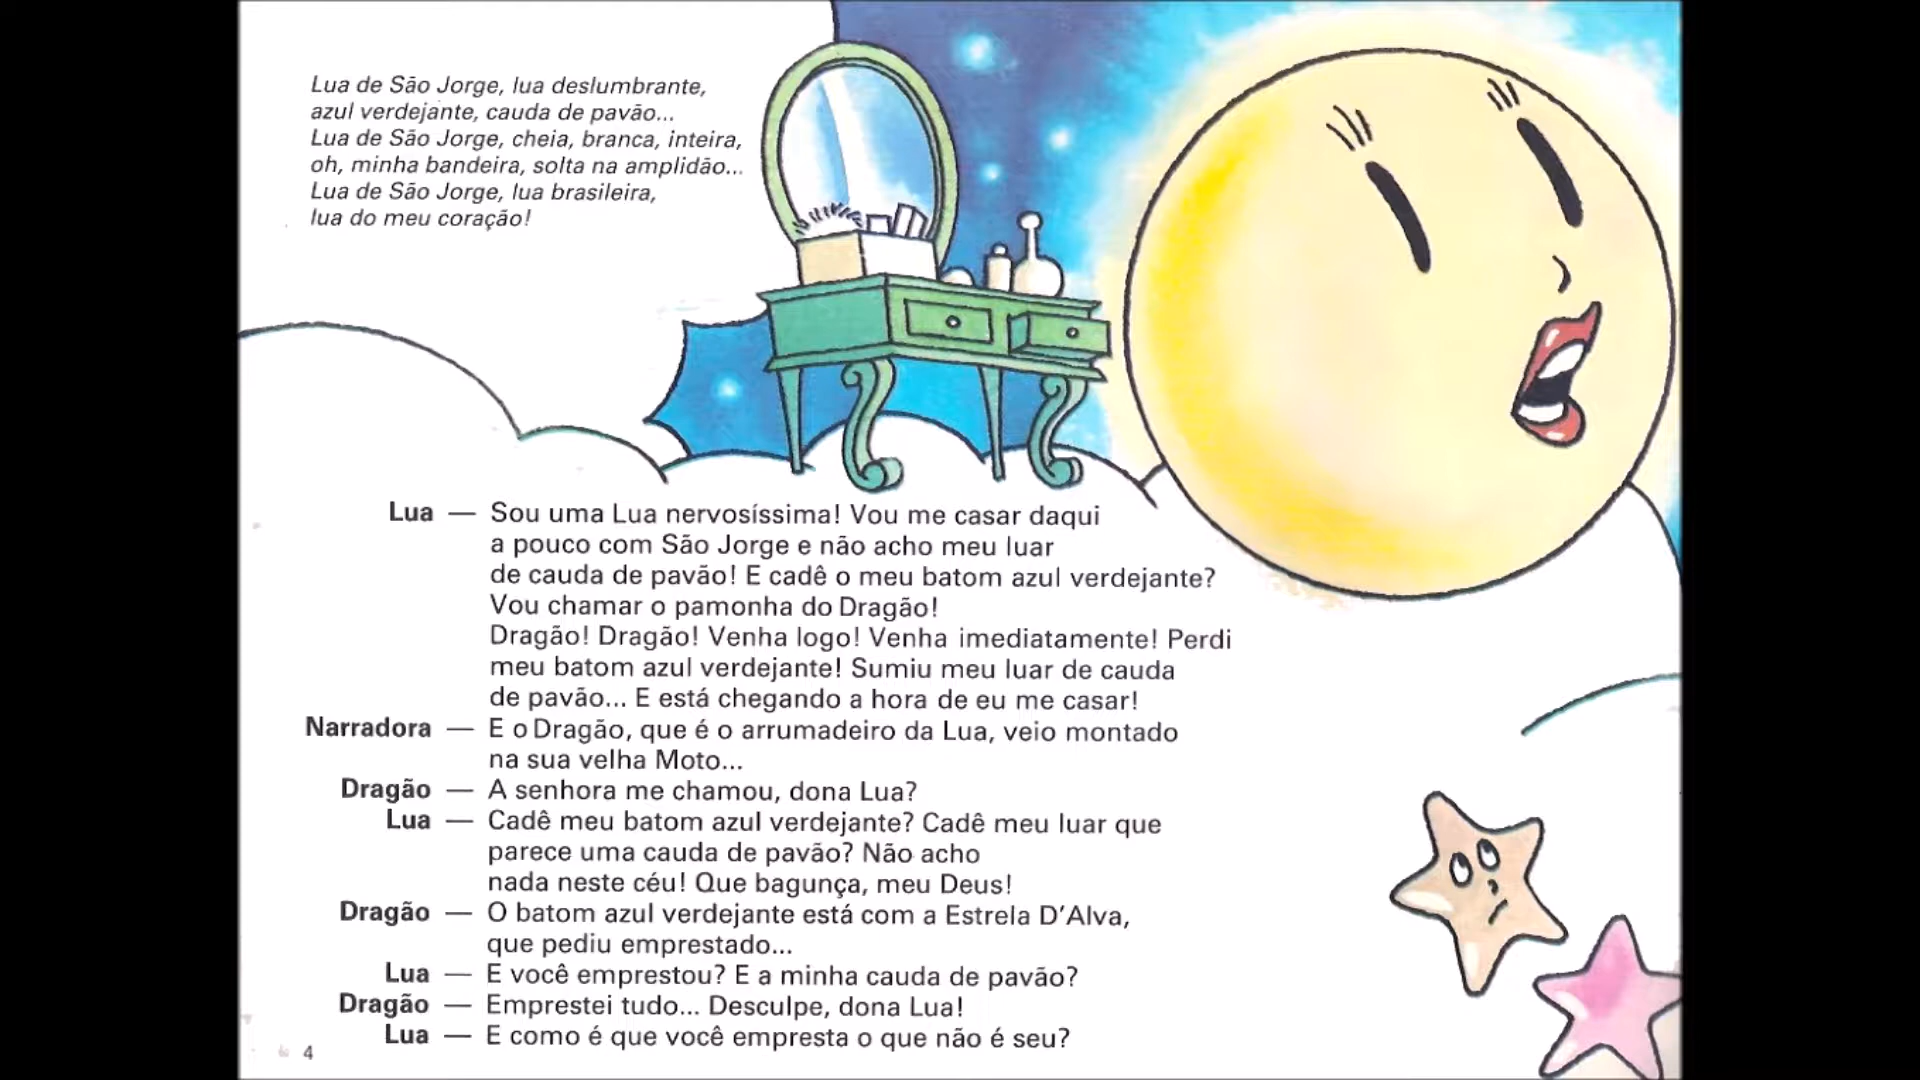 Lua de São Jorge, lua deslumbrante,
azul verdejante, cauda de pavão...
Lua de São Jorge, cheia, branca, inteira,
oh, minha bandeira, solta na amplidão...
Lua de São Jorge, lua brasileira,
lua do meu coração!
Lua — Sou uma Lua nervosíssima! Vou me casar daqui
a pouco com São Jorge e não acho meu luar
de cauda de pavão! E cadê o meu batom azul verdejante?
Vou chamar o pamonha do Dragão!
Dragão! Dragão! Venha logo! Venha imediatamente! Perdi
meu batom azul verdejante! Sumiu meu luar de cauda
de pavão... E está chegando a hora de eu me casar!
Narradora — E o Dragão, que é o arrumadeiro da Lua, veio montado
na sua velha Moto...
Dragão — A senhora me chamou, dona Lua?
Lua — Cadê meu batom azul verdejante? Cadê meu luar que
parece uma cauda de pavão? Não acho
nada neste céu! Que bagunça, meu Deus!
Dragão — O batom azul verdejante está com a Estrela D'Alva,
que pediu emprestado...
Lua — E você emprestou? E a minha cauda de pavão?
Dragão — Emprestei tudo... Desculpe, dona Lua!
Lua — E como é que você empresta o que não é seu?
4